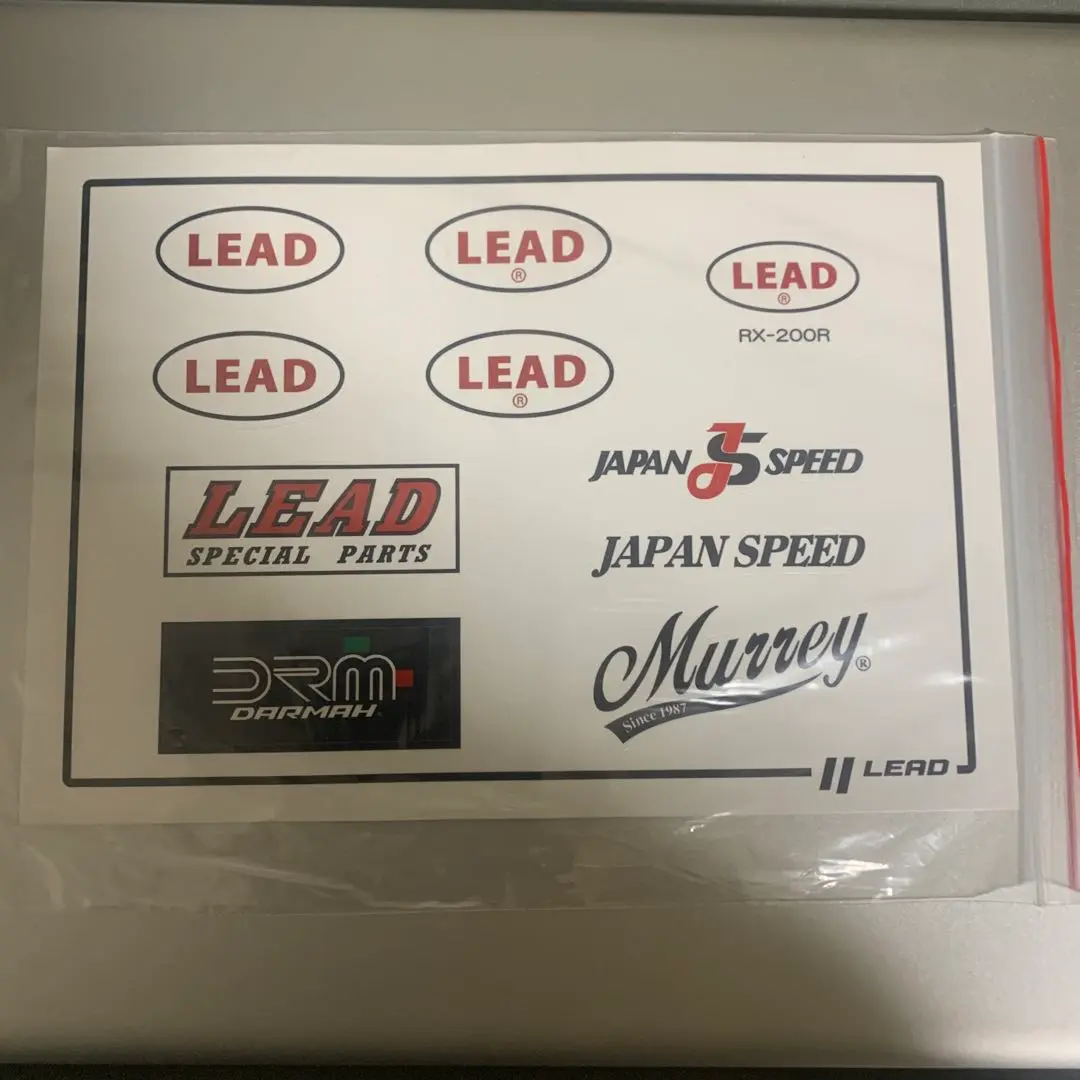 LEAD
LEAD
®
LEAD
®
RX-200R
LEAD
LEAD
®
JAPAN JS SPEED
LEAD
SPECIAL PARTS
JAPAN SPEED
DRM
DARMAH
Murrey®
Since 1987
LEAD